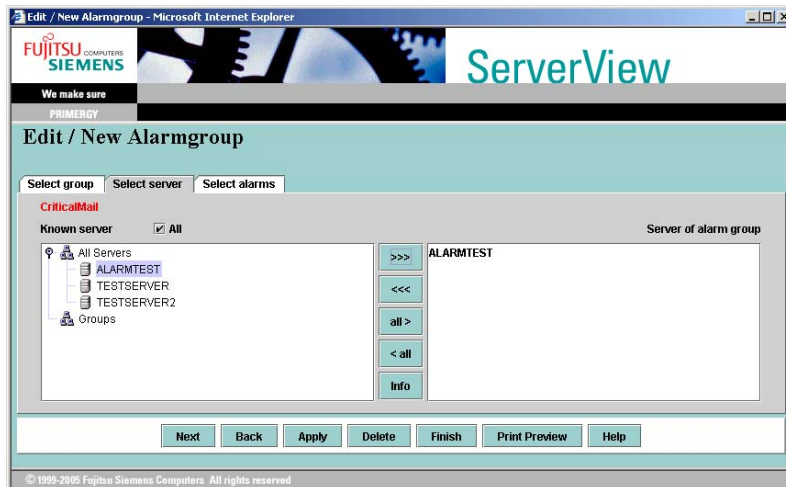 Edit / New Alarmgroup - Microsoft Internet Explorer
FUJITSU COMPUTERS
SIEMENS
ServerView
We make sure
PRIMERGY
Edit / New Alarmgroup
Select group Select server Select alarms
CriticalMail
Known server All Server of alarm group
All Servers
ALARMTEST
TESTSERVER
TESTSERVER2
Groups
>>>
<<<
all >
< all
Info
ALARMTEST
Next Back Apply Delete Finish Print Preview Help
© 1999-2005 Fujitsu Siemens Computers All rights reserved